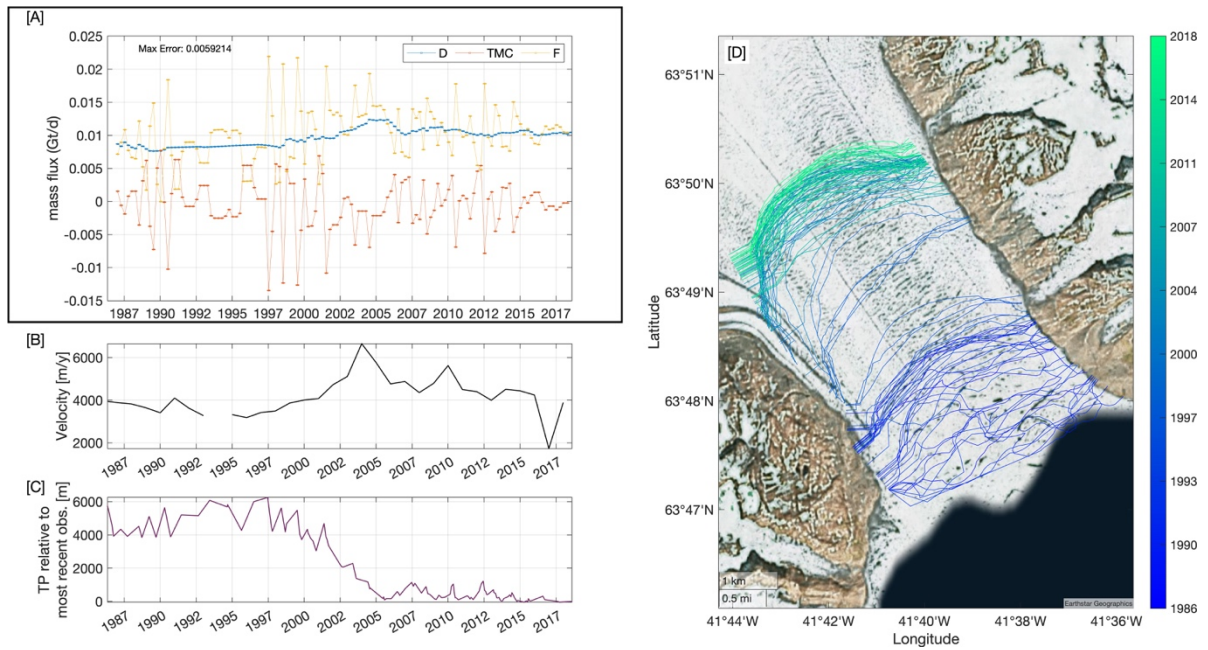 [A]
Max Error: 0.0059214
D TMC F
mass flux (Gt/d)
0.025
0.02
0.015
0.01
0.005
0
-0.005
-0.01
-0.015
1987 1990 1992 1995 1997 2000 2002 2005 2007 2010 2012 2015 2017
[B]
Velocity [m/y]
6000
4000
2000
1987 1990 1992 1995 1997 2000 2002 2005 2007 2010 2012 2015 2017
[C]
TP relative to
most recent obs. [m]
6000
4000
2000
0
1987 1990 1992 1995 1997 2000 2002 2005 2007 2010 2012 2015 2017
[D]
Latitude
63°51'N
63°50'N
63°49'N
63°48'N
63°47'N
1 km
0.5 mi
Earthstar Geographics
41°44'W 41°42'W 41°40'W 41°38'W 41°36'W
Longitude
2018
2014
2011
2007
2004
2000
1997
1993
1990
1986